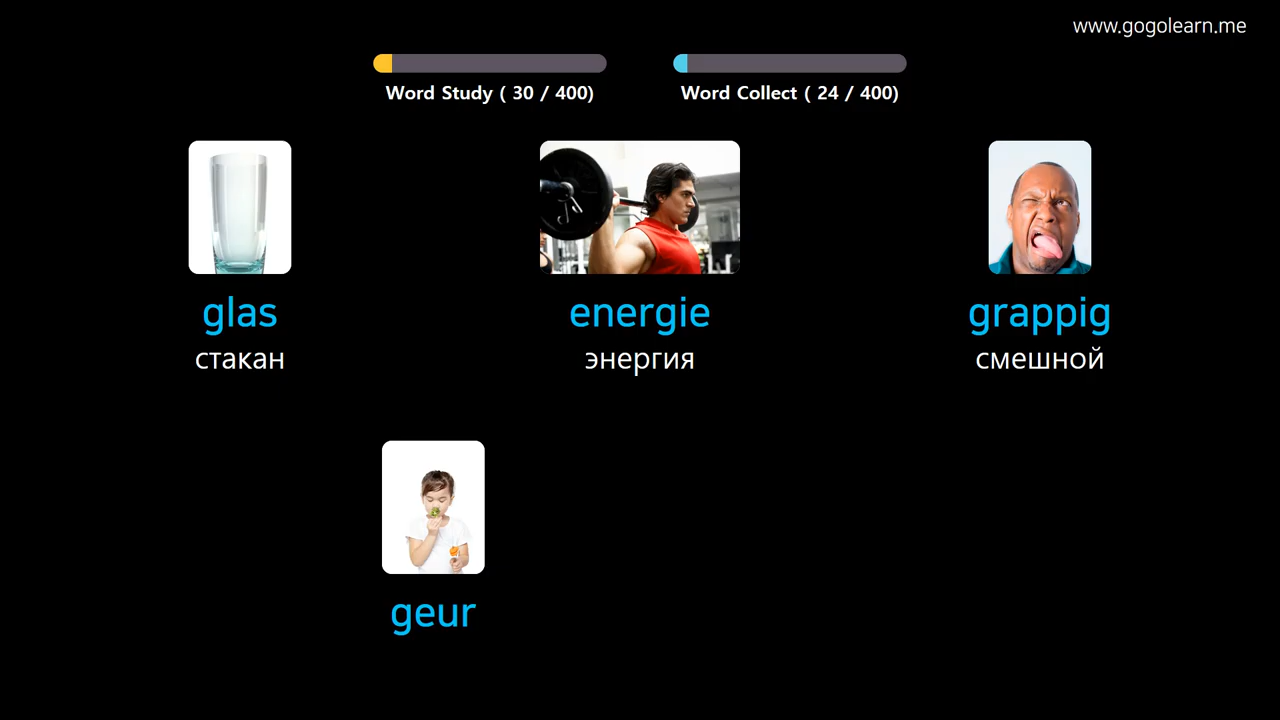 www.gogolearn.me
Word Study ( 30 / 400)
Word Collect ( 24 / 400)
glas
energie
grappig
стакан
энергия
смешной
geur